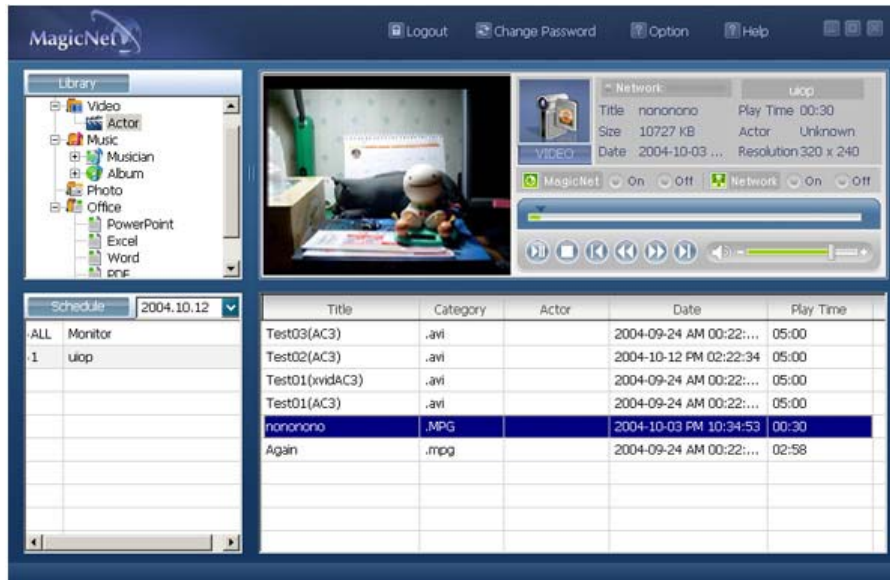 MagicNet
Logout Change Password Option Help
Library
Video
Actor
Music
Musician
Album
Photo
Office
PowerPoint
Excel
Word
PDF
VIDEO
Network uiop
Title nononono Play Time 00:30
Size 10727 KB Actor Unknown
Date 2004-10-03 ... Resolution 320 x 240
MagicNet On Off Network On Off
Schedule 2004.10.12
ALL Monitor
1 uiop
Title Category Actor Date Play Time
Test03(AC3) .avi 2004-09-24 AM 00:22:... 05:00
Test02(AC3) .avi 2004-10-12 PM 02:22:34 05:00
Test01(xvidAC3) .avi 2004-09-24 AM 00:22:... 05:00
Test01(AC3) .avi 2004-09-24 AM 00:22:... 05:00
nononono .MPG 2004-10-03 PM 10:34:53 00:30
Again .mpg 2004-09-24 AM 00:22:... 02:58